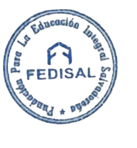 Fundación Para La Educación Integral Salvadoreña
FEDISAL